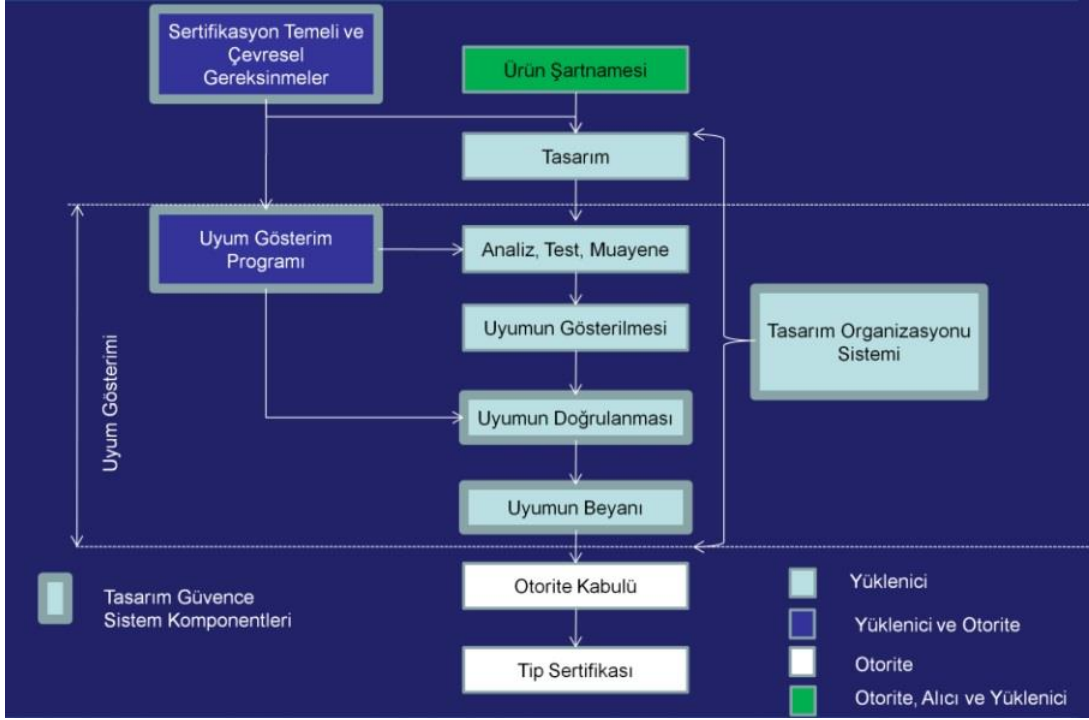 Sertifikasyon Temeli ve
Çevresel
Gereksinmeler
Ürün Şartnamesi
Tasarım
Uyum Gösterim
Programı
Analiz, Test, Muayene
Uyumun Gösterilmesi
Tasarım Organizasyonu
Sistemi
Uyum Gösterimi
Uyumun Doğrulanması
Uyumun Beyanı
Otorite Kabulü
Tip Sertifikası
Tasarım Güvence
Sistem Komponentleri
Yüklenici
Yüklenici ve Otorite
Otorite
Otorite, Alıcı ve Yüklenici